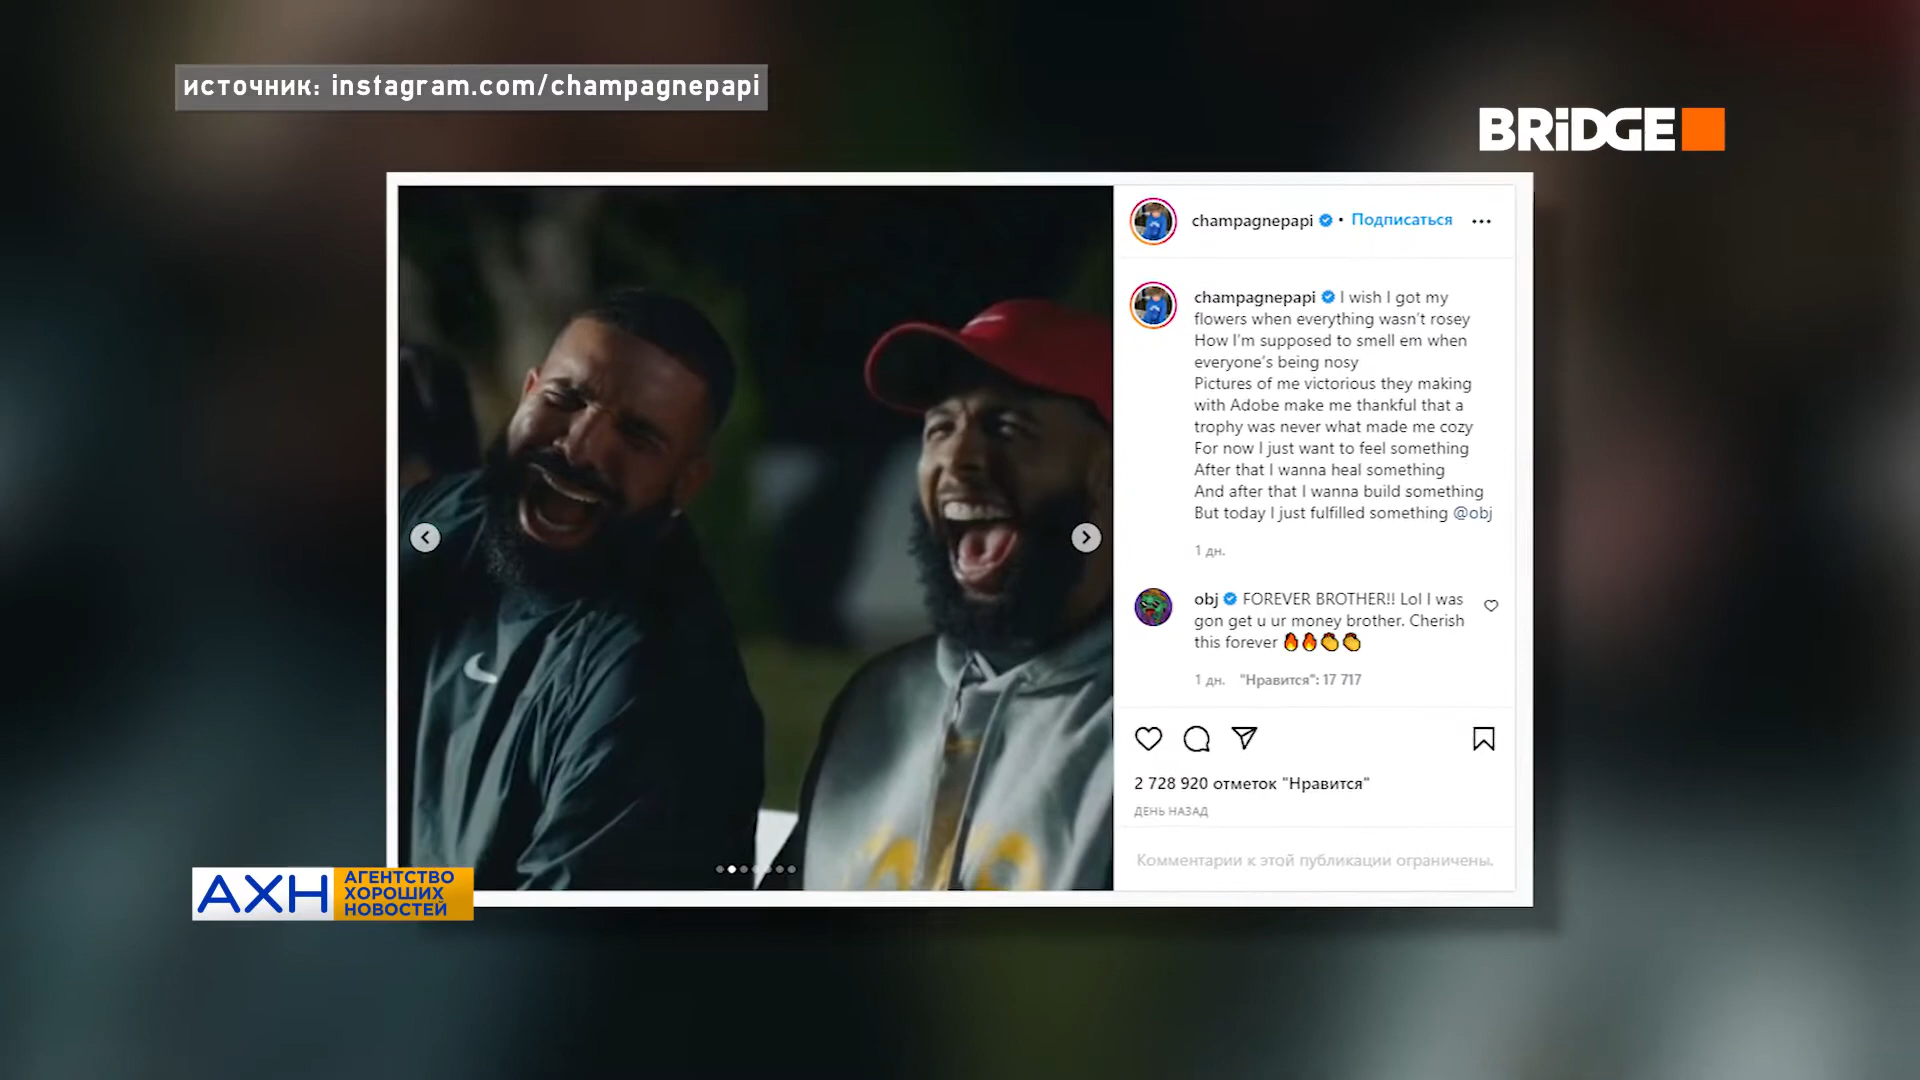 источник: instagram.com/champagnepapi
BRiDGE
champagnepapi • Подписаться
champagnepapi I wish I got my
flowers when everything wasn't rosey
How I'm supposed to smell em when
everyone's being nosy
Pictures of me victorious they making
with Adobe make me thankful that a
trophy was never what made me cozy
For now I just want to feel something
After that I wanna heal something
And after that I wanna build something
But today I just fulfilled something @obj
1 дн.
obj FOREVER BROTHER!! Lol I was
gon get u ur money brother. Cherish
this forever 🔥🔥👏👏
1 дн. "Нравится": 17 717
2 728 920 отметок "Нравится"
ДЕНЬ НАЗАД
Комментарии к этой публикации ограничены.
АХН
АГЕНТСТВО
ХОРОШИХ
НОВОСТЕЙ